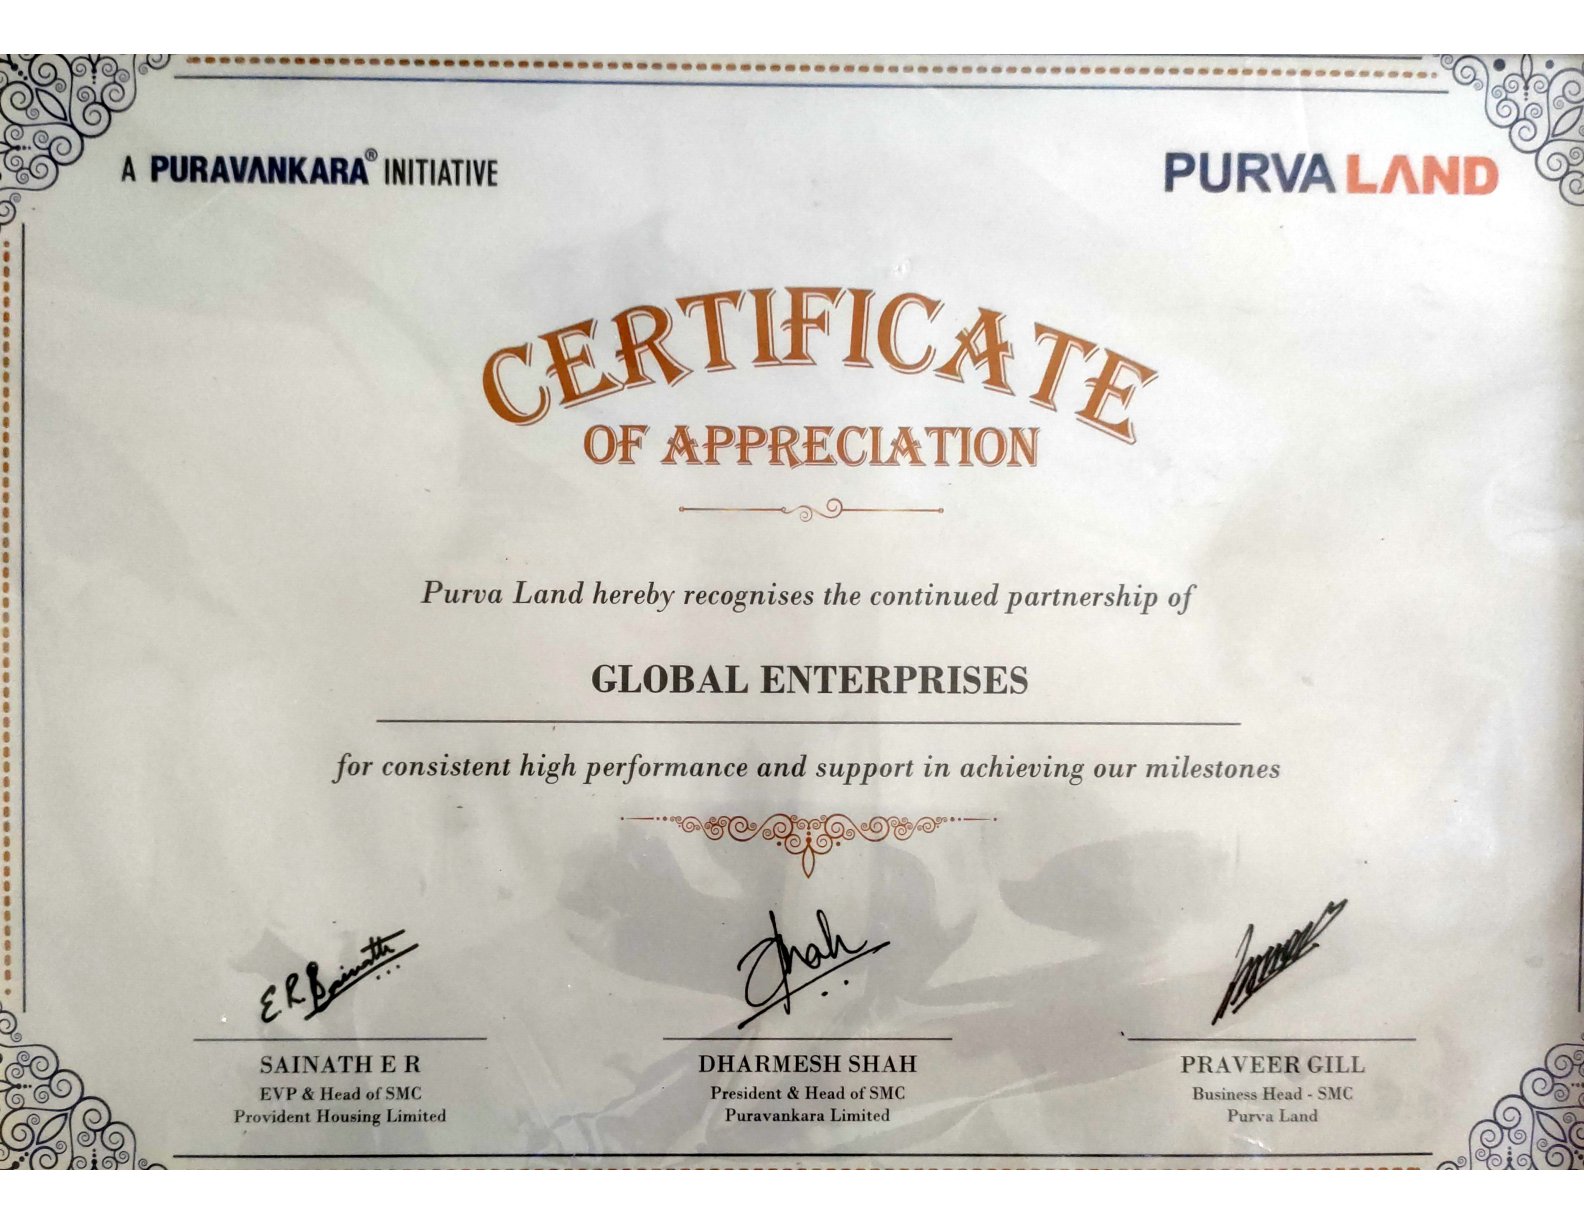 A PURAVANKARA® INITIATIVE
PURVA LAND
CERTIFICATE
OF APPRECIATION
Purva Land hereby recognises the continued partnership of
GLOBAL ENTERPRISES
for consistent high performance and support in achieving our milestones
E R Sainath
Shah
SAINATH E R
EVP & Head of SMC
Provident Housing Limited
DHARMESH SHAH
President & Head of SMC
Puravankara Limited
PRAVEER GILL
Business Head - SMC
Purva Land